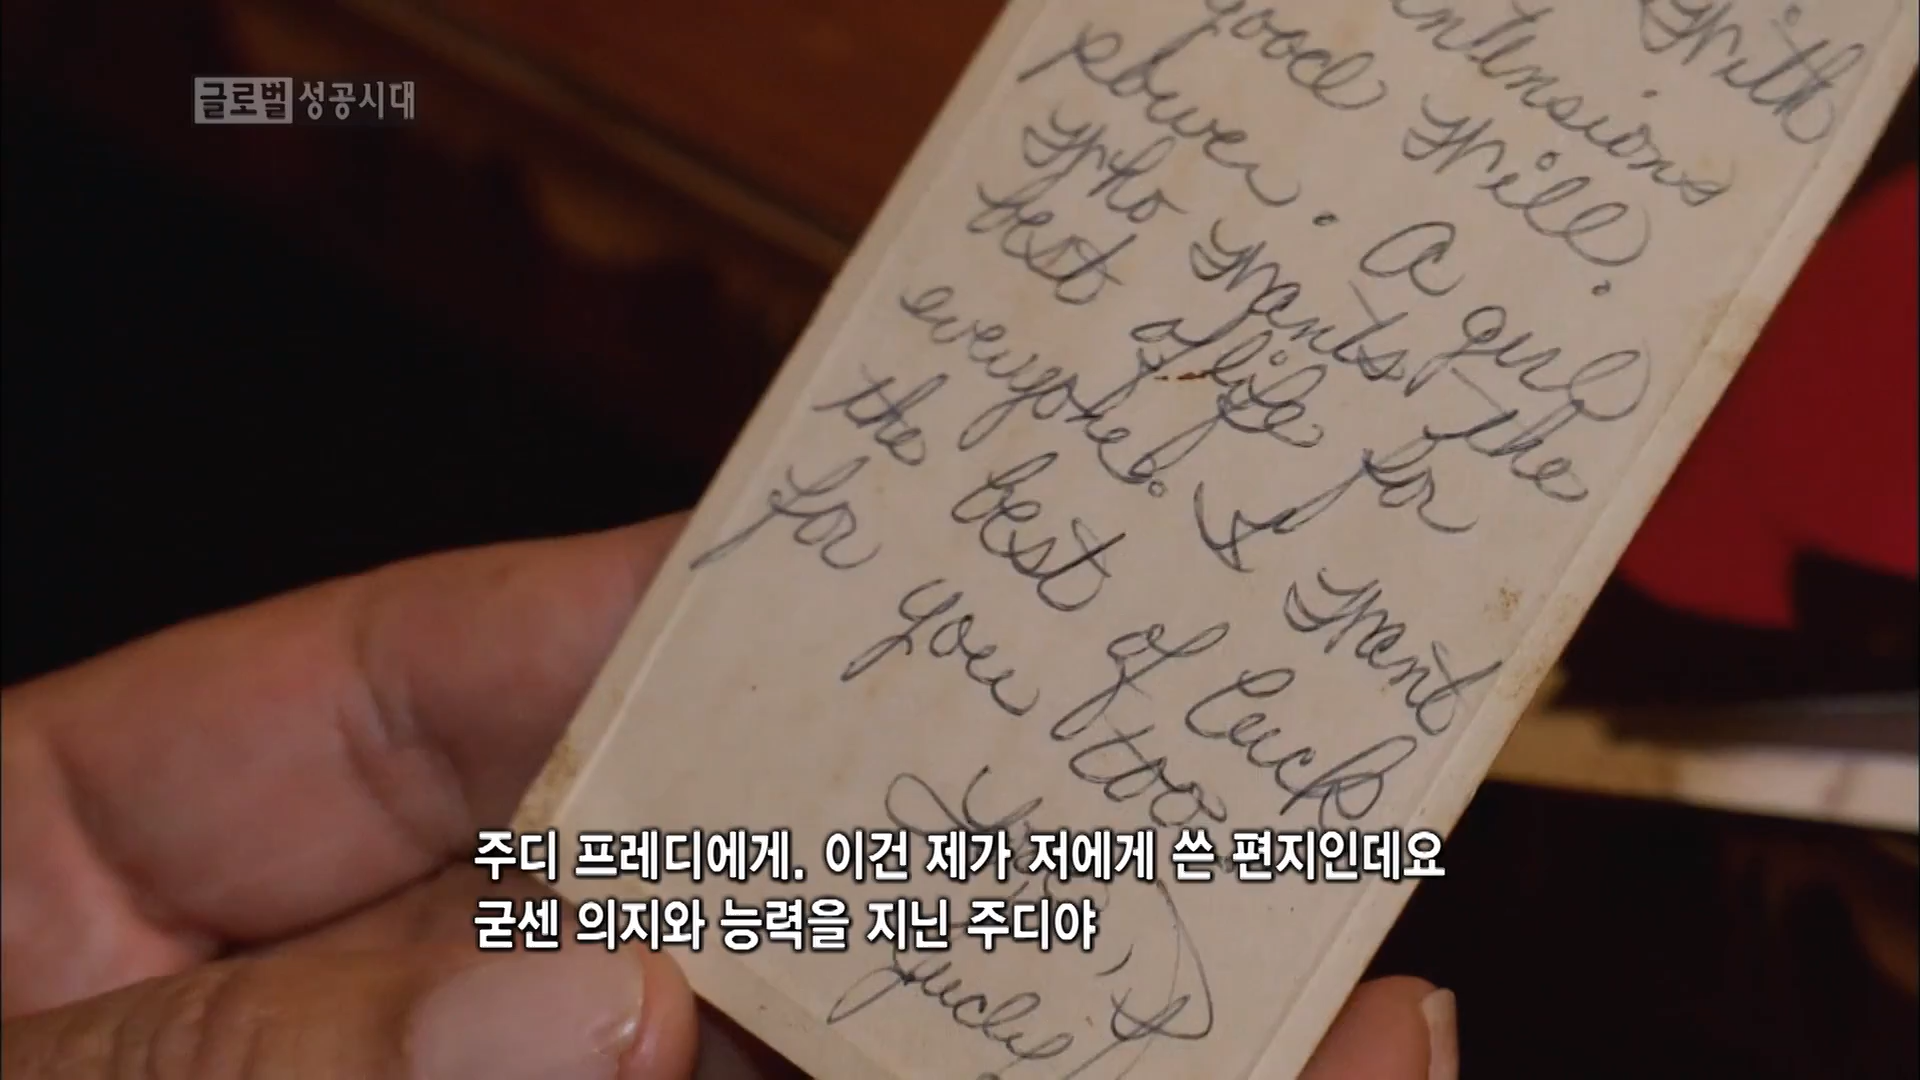 글로벌 성공시대
With
intensions
good will
power. A girl
who wants the
best of life for
everyone. I want
the best of luck
for you too.
Judy
주디 프레디에게. 이건 제가 저에게 쓴 편지인데요
굳센 의지와 능력을 지닌 주디야